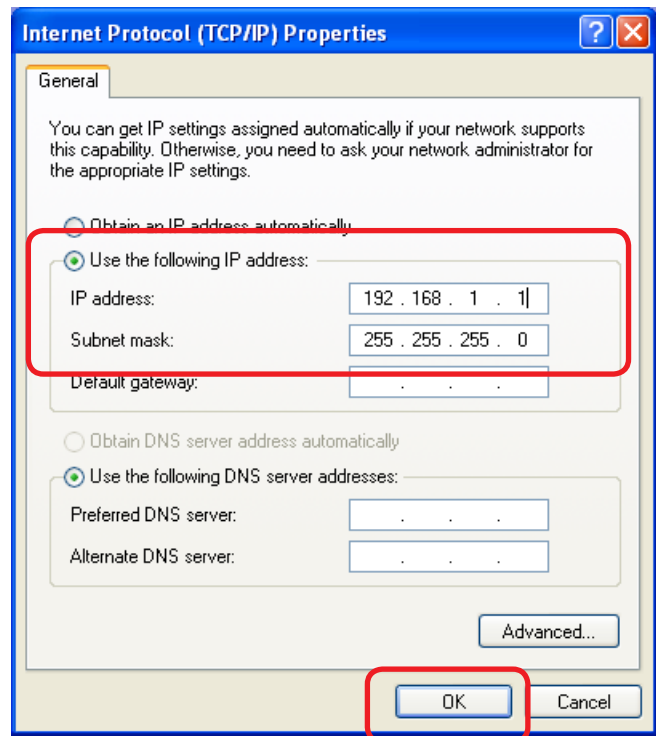 Internet Protocol (TCP/IP) Properties
General
You can get IP settings assigned automatically if your network supports
this capability. Otherwise, you need to ask your network administrator for
the appropriate IP settings.
Obtain an IP address automatically
Use the following IP address:
IP address: 192 . 168 . 1 . 1
Subnet mask: 255 . 255 . 255 . 0
Default gateway: . . .
Obtain DNS server address automatically
Use the following DNS server addresses:
Preferred DNS server: . . .
Alternate DNS server: . . .
Advanced...
OK Cancel